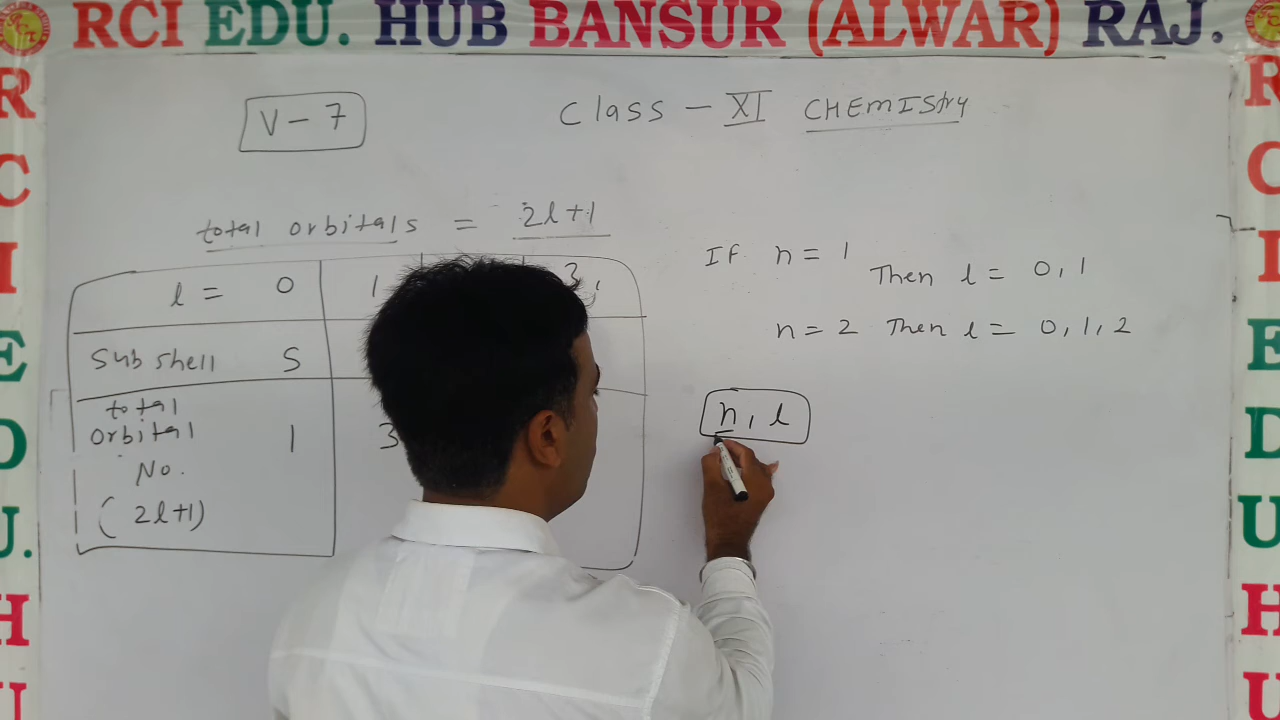 RCI EDU. HUB BANSUR (ALWAR) RAJ.
R
C
I
E
D
U.
H
U
V-7
Class - XI CHEMIStry
total orbitals = 2l+1
l = 0 1 3,
Sub shell S
total
orbital 1 3
No.
(2l+1)
If n = 1 Then l = 0,1
n = 2 Then l = 0,1,2
n, l
R
C
I
E
D
U
H
U